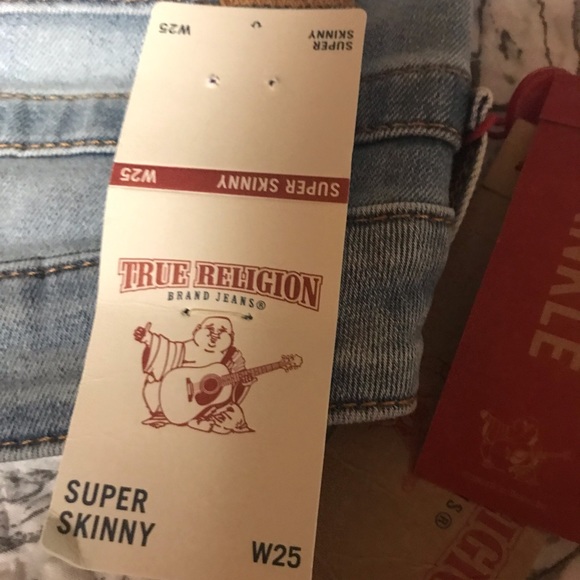 W25
SUPER
SKINNY
W25
SUPER SKINNY
TRUE RELIGION
BRAND JEANS®
SUPER
SKINNY
W25